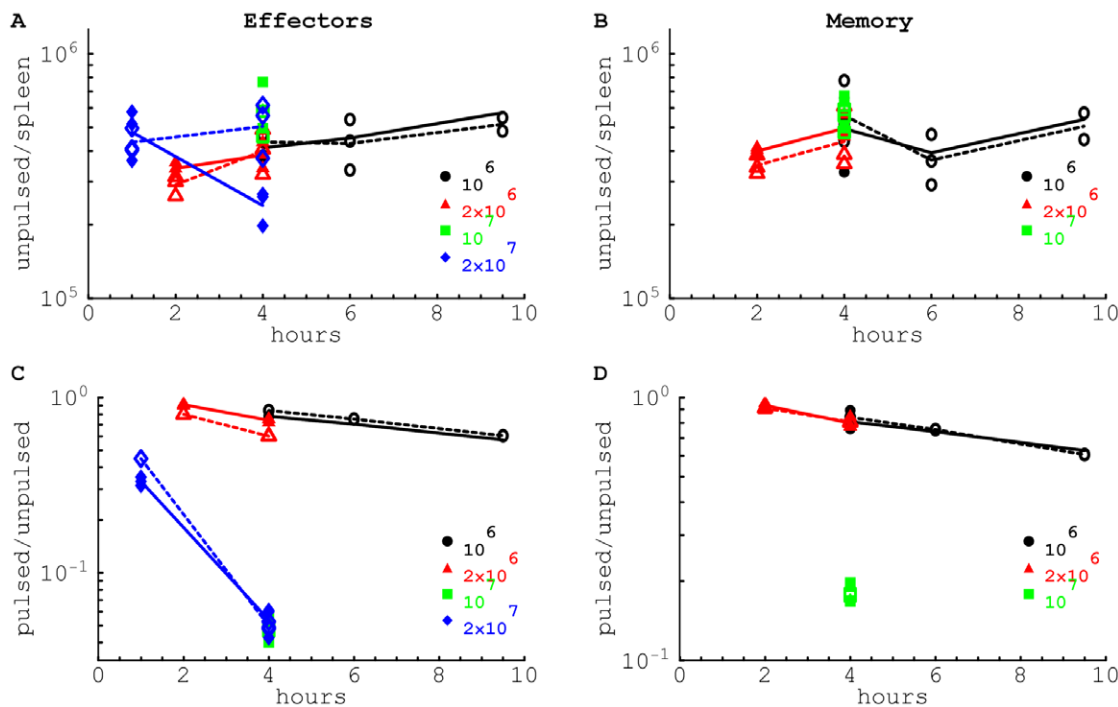 A Effectors
unpulsed/spleen
10^6
10^5
0 2 4 6 8 10
hours
10^6
2×10^6
10^7
2×10^7
B Memory
unpulsed/spleen
10^6
10^5
0 2 4 6 8 10
hours
10^6
2×10^6
10^7
C
pulsed/unpulsed
10^0
10^-1
0 2 4 6 8 10
hours
10^6
2×10^6
10^7
2×10^7
D
pulsed/unpulsed
10^0
10^-1
0 2 4 6 8 10
hours
10^6
2×10^6
10^7